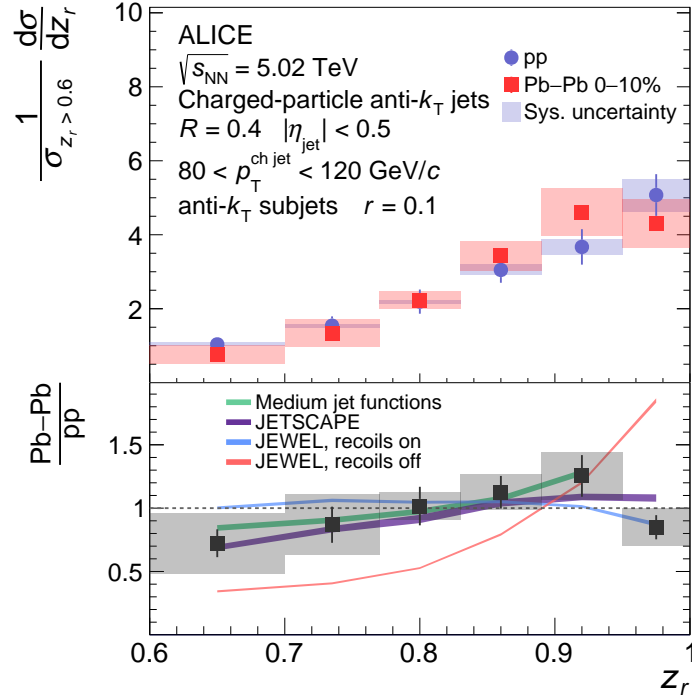 1/σ_{z_r > 0.6} dσ/dz_r
10
8
6
4
2
ALICE
√s_NN = 5.02 TeV
Charged-particle anti-k_T jets
R = 0.4 |η_jet| < 0.5
80 < p_T^{ch jet} < 120 GeV/c
anti-k_T subjets r = 0.1
pp
Pb−Pb 0−10%
Sys. uncertainty
Pb−Pb/pp
1.5
1
0.5
Medium jet functions
JETSCAPE
JEWEL, recoils on
JEWEL, recoils off
0.6 0.7 0.8 0.9 1
z_r